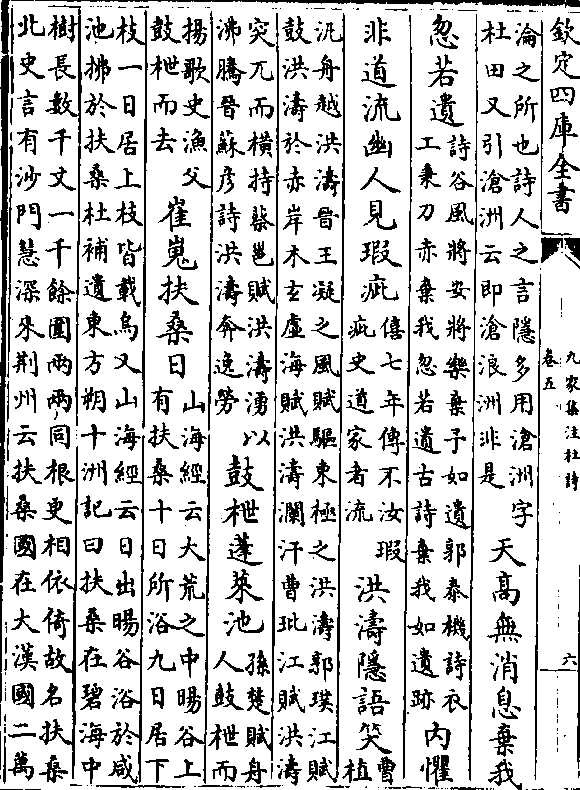 欽定四庫全書
九家集注杜詩
卷五
六
淪之所也詩人之言隱多用滄洲字
杜田又引滄洲云即滄浪洲非是
天高無消息棄我
忽若遺
詩谷風將安將樂棄予如遺郭泰機詩衣
工秉刀赤棄我忽若遺古詩棄我如遺跡
內懼
非道流幽人見瑕疵
僖七年傳不汝瑕
疵史道家者流
洪濤隱語笑
曹
植
汎舟越洪濤晉王凝之風賦驅東極之洪濤郭璞江賦
鼓洪濤於赤岸木玄虛海賦洪濤瀾汗曹毗江賦洪濤
突兀而橫持蔡邕賦洪濤湧以
沸騰晉蘇彥詩洪濤奔逸勞
鼓枻蓬萊池
孫楚賦舟
人鼓枻而
揚歌史漁父
鼓枻而去
崔嵬扶桑日
山海經云大荒之中暘谷上
有扶桑十日所浴九日居下
枝一日居上枝皆載烏又山海經云日出暘谷浴於咸
池拂於扶桑杜補遺東方朔十洲記曰扶桑在碧海中
樹長數千丈一千餘圍兩兩同根更相依倚故名扶桑
北史言有沙門慧深來荊州云扶桑國在大漢國二萬